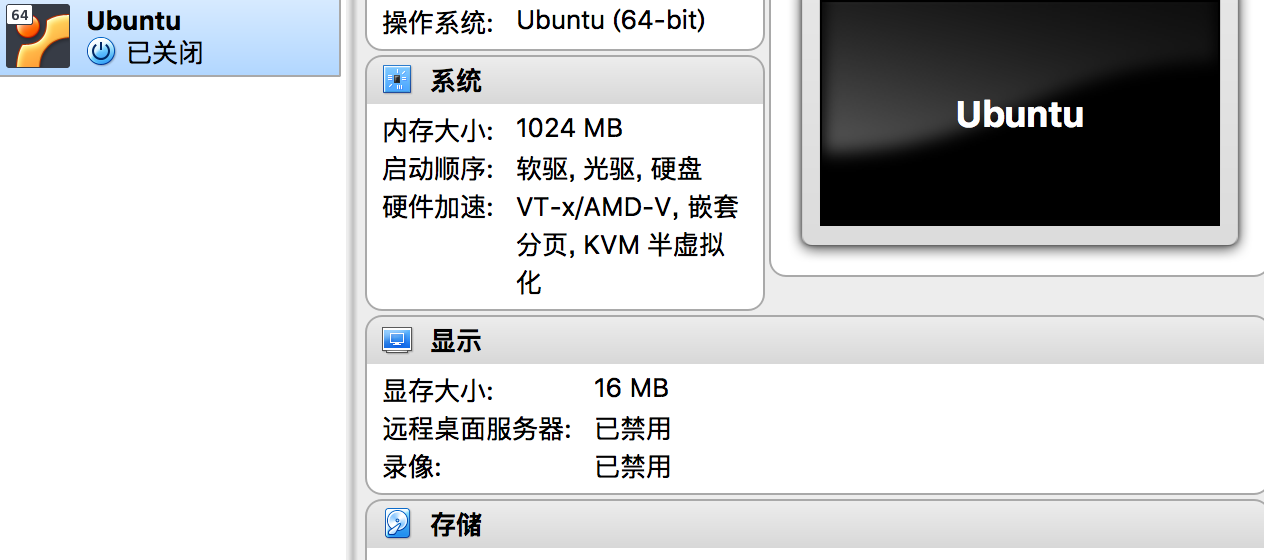 64
Ubuntu
已关闭
操作系统: Ubuntu (64-bit)
系统
内存大小: 1024 MB
启动顺序: 软驱, 光驱, 硬盘
硬件加速: VT-x/AMD-V, 嵌套
分页, KVM 半虚拟
化
Ubuntu
显示
显存大小: 16 MB
远程桌面服务器: 已禁用
录像: 已禁用
存储